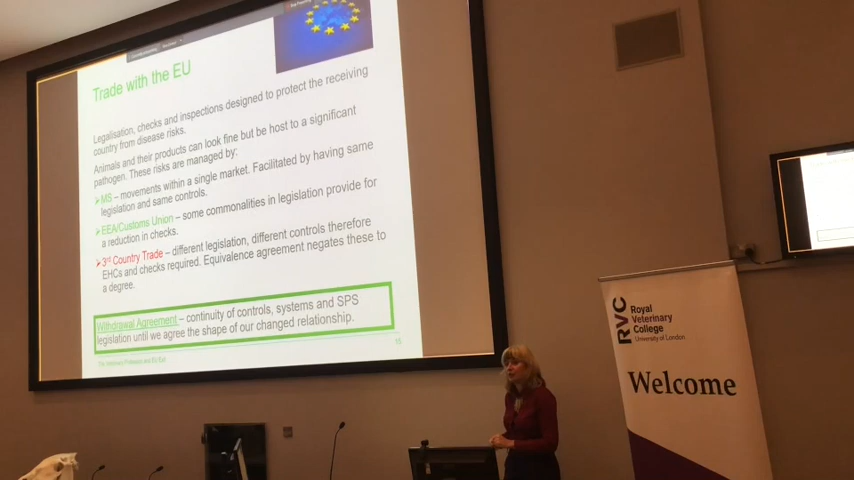 Trade with the EU
Legalisation, checks and inspections designed to protect the receiving
country from disease risks.
Animals and their products can look fine but be host to a significant
pathogen. These risks are managed by:
➢MS – movements within a single market. Facilitated by having same
legislation and same controls.
➢EEA/Customs Union – some commonalities in legislation provide for
a reduction in checks.
➢3rd Country Trade – different legislation, different controls therefore
EHCs and checks required. Equivalence agreement negates these to
a degree.
Withdrawal Agreement – continuity of controls, systems and SPS
legislation until we agree the shape of our changed relationship.
15
RVC
Royal
Veterinary
College
University of London
Welcome